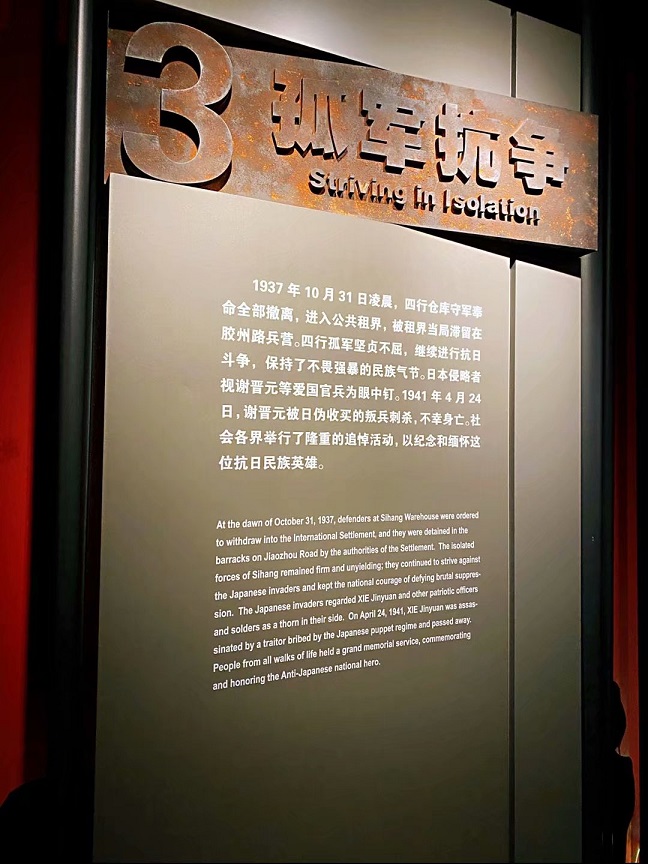 3
孤军扼争
Striving in Isolation
1937 年 10 月 31 日凌晨，四行仓库守军奉
命全部撤离，进入公共租界，被租界当局滞留在
胶州路兵营。四行孤军坚贞不屈，继续进行抗日
斗争，保持了不畏强暴的民族气节。日本侵略者
视谢晋元等爱国官兵为眼中钉。1941 年 4 月 24
日，谢晋元被日伪收买的叛兵刺杀，不幸身亡。社
会各界举行了隆重的追悼活动，以纪念和缅怀这
位抗日民族英雄。
At the dawn of October 31, 1937, defenders at Sihang Warehouse were ordered
to withdraw into the International Settlement, and they were detained in the
barracks on Jiaozhou Road by the authorities of the Settlement. The isolated
forces of Sihang remained firm and unyielding; they continued to strive against
the Japanese invaders and kept the national courage of defying brutal suppres-
sion. The Japanese invaders regarded XIE Jinyuan and other patriotic officers
and solders as a thorn in their side. On April 24, 1941, XIE Jinyuan was assas-
sinated by a traitor bribed by the Japanese puppet regime and passed away.
People from all walks of life held a grand memorial service, commemorating
and honoring the Anti-Japanese national hero.